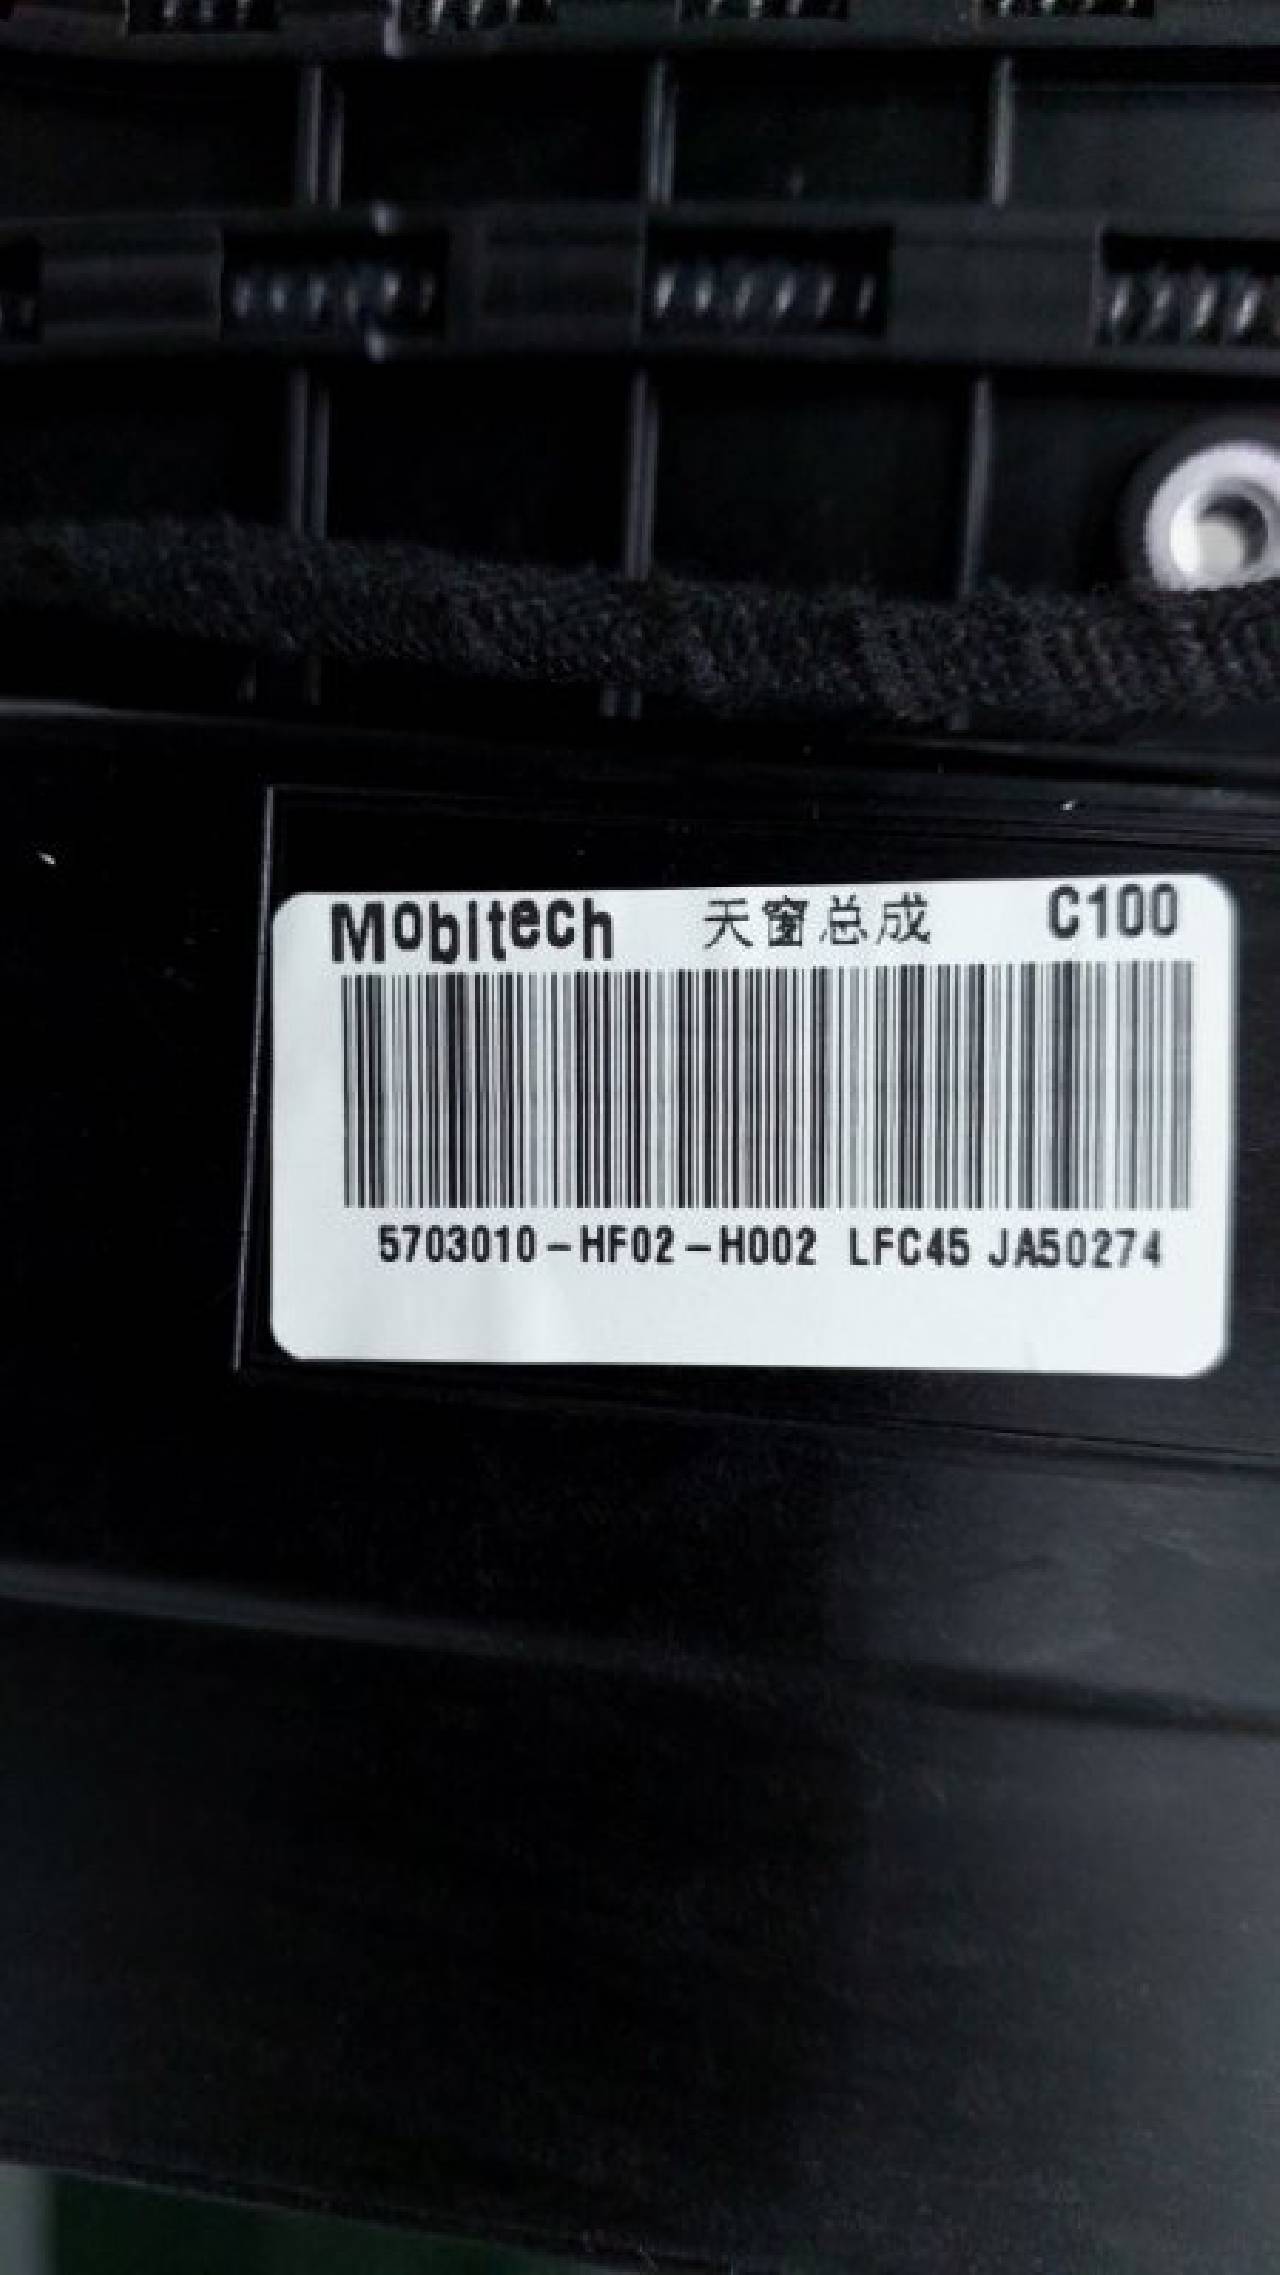 Mobitech 天窗总成 C100
5703010-HF02-H002 LFC45 JA50274